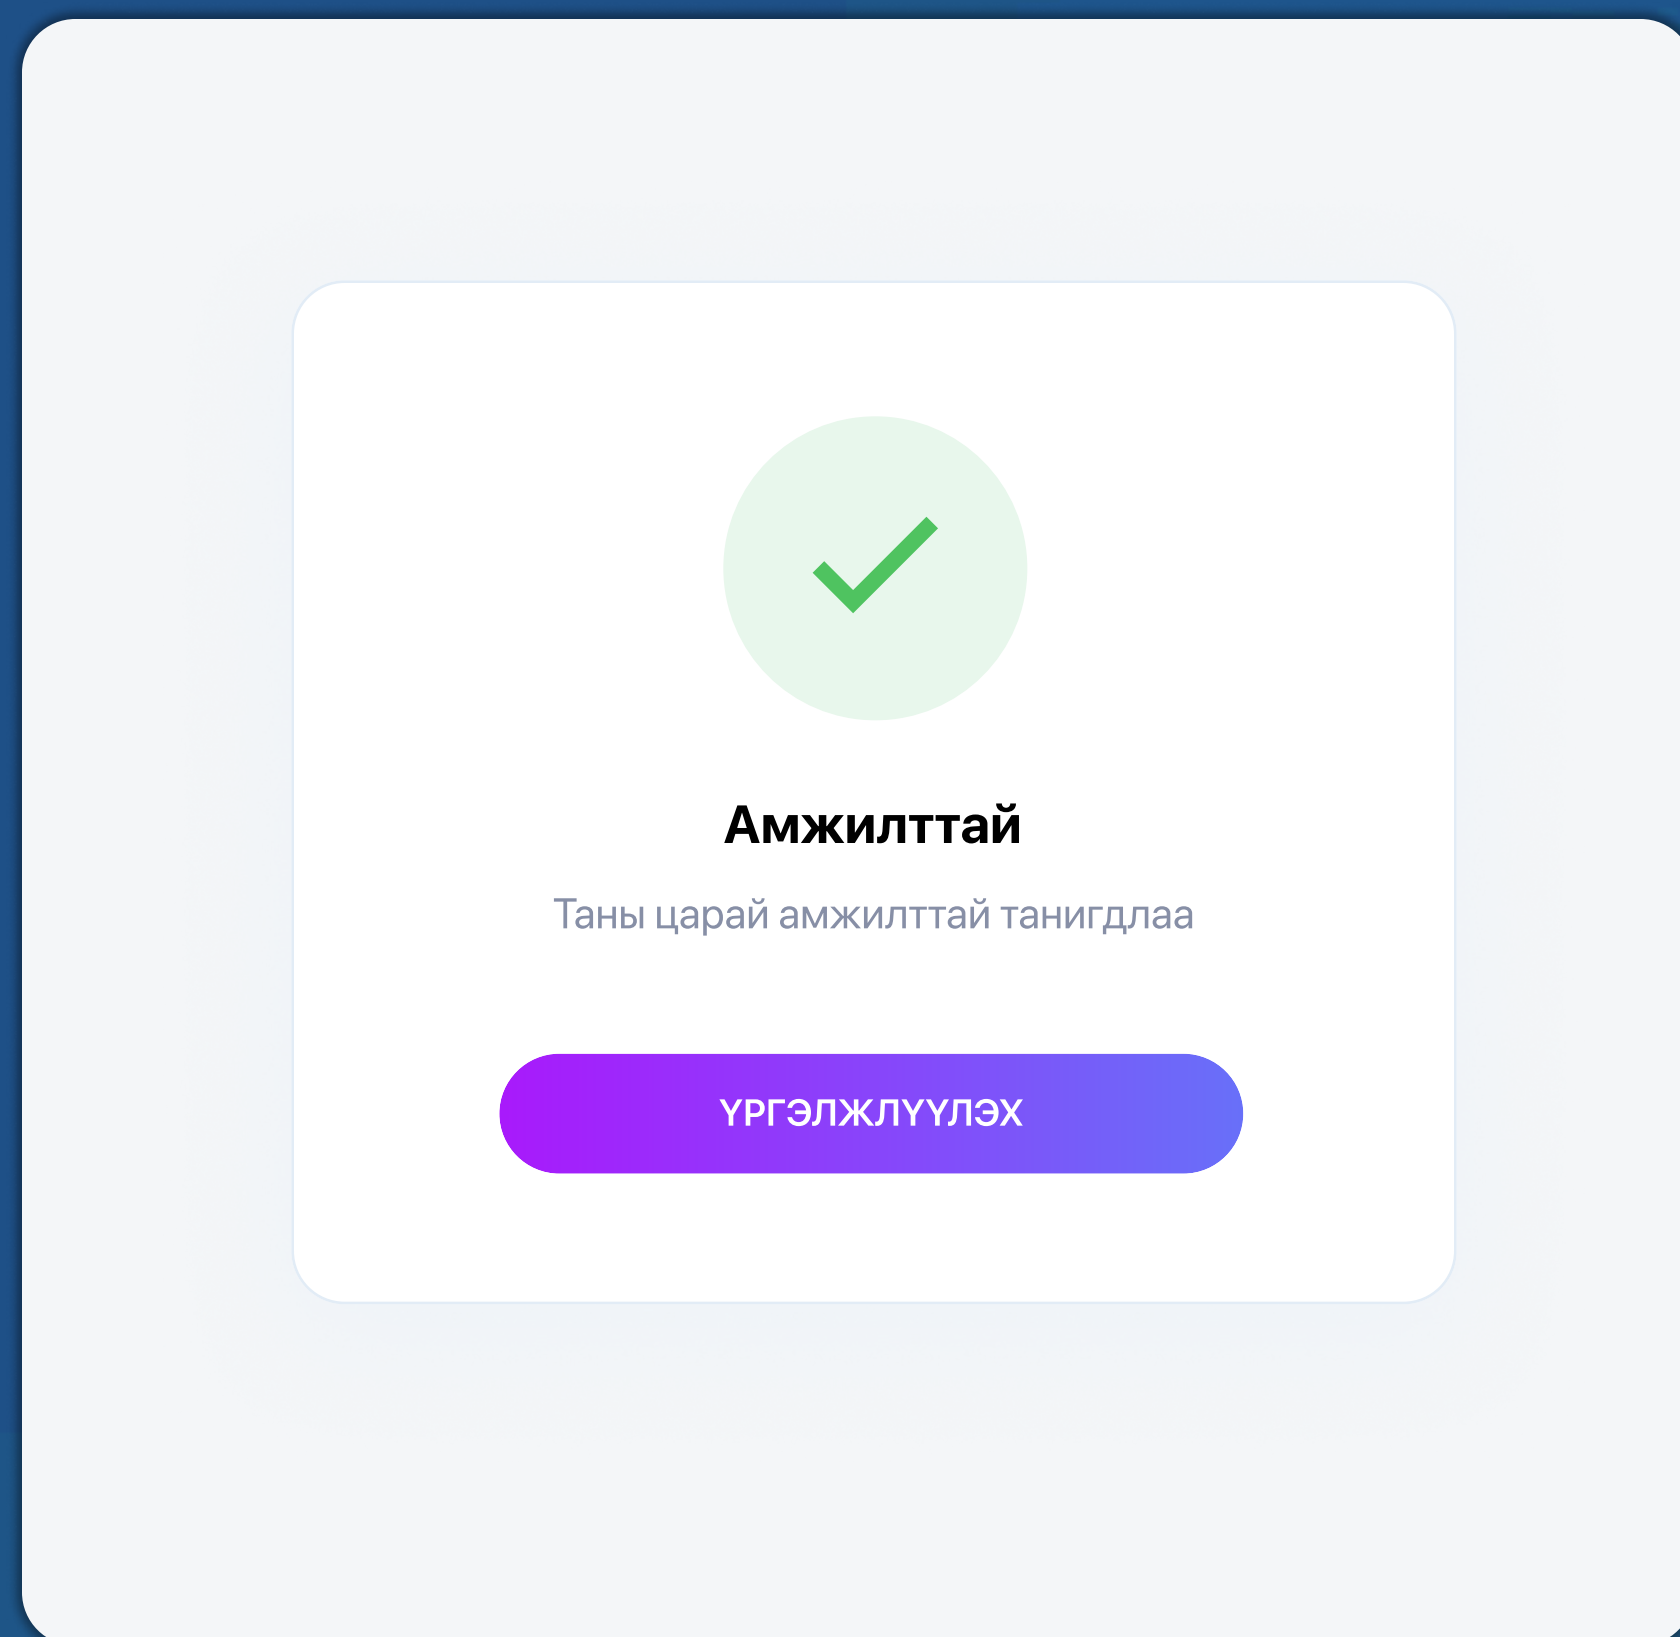 Амжилттай
Таны царай амжилттай танигдлаа
ҮРГЭЛЖЛҮҮЛЭХ